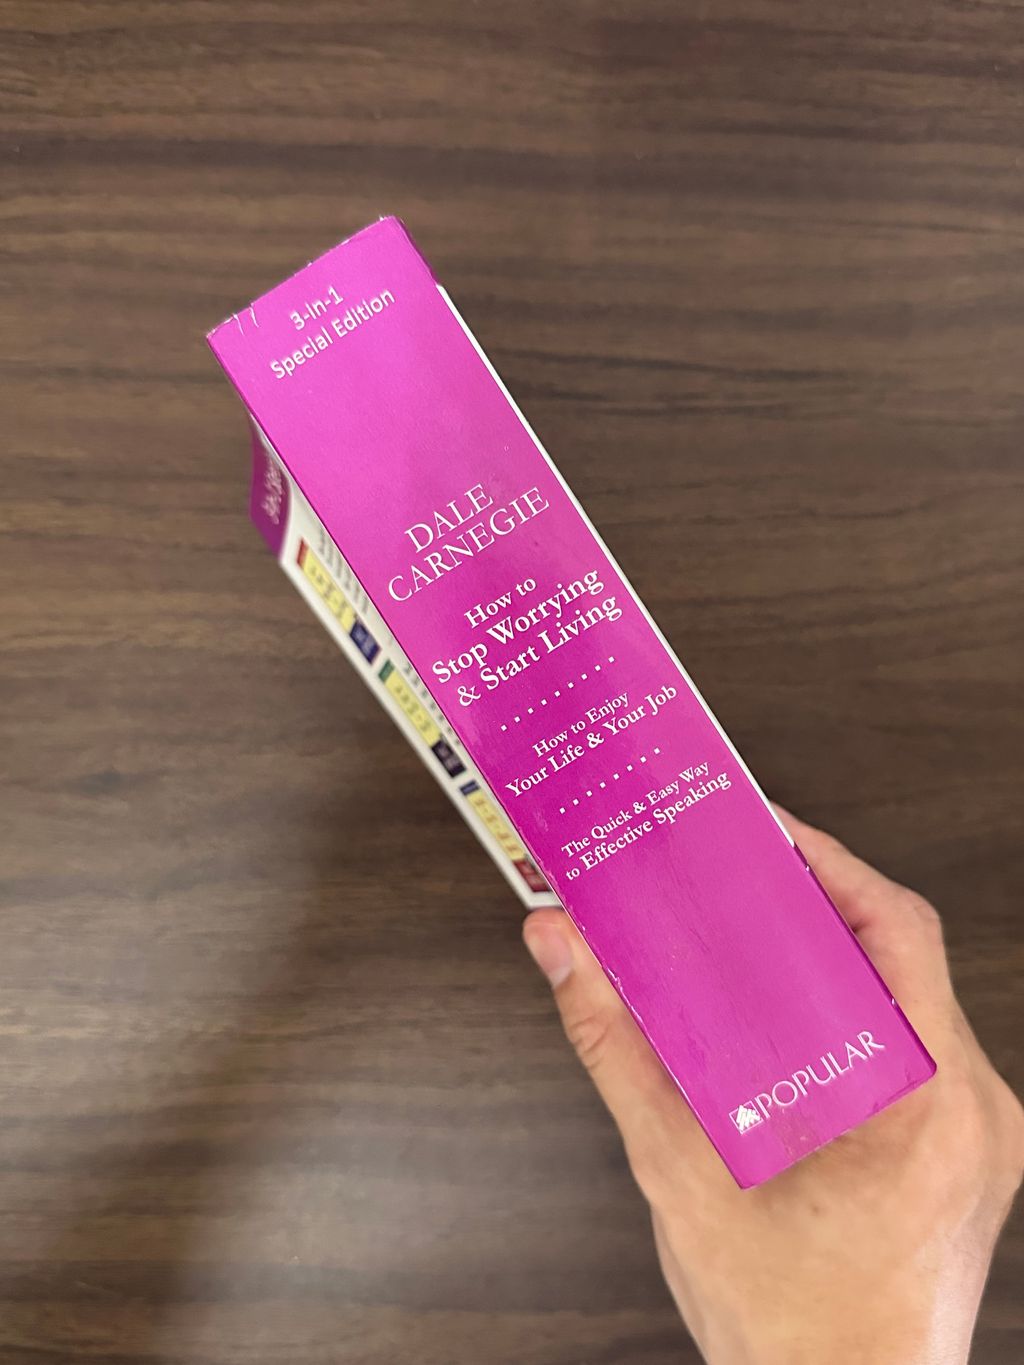 3-in-1
Special Edition
DALE
CARNEGIE
How to
Stop Worrying
& Start Living
How to Enjoy
Your Life & Your Job
The Quick & Easy Way
to Effective Speaking
POPULAR